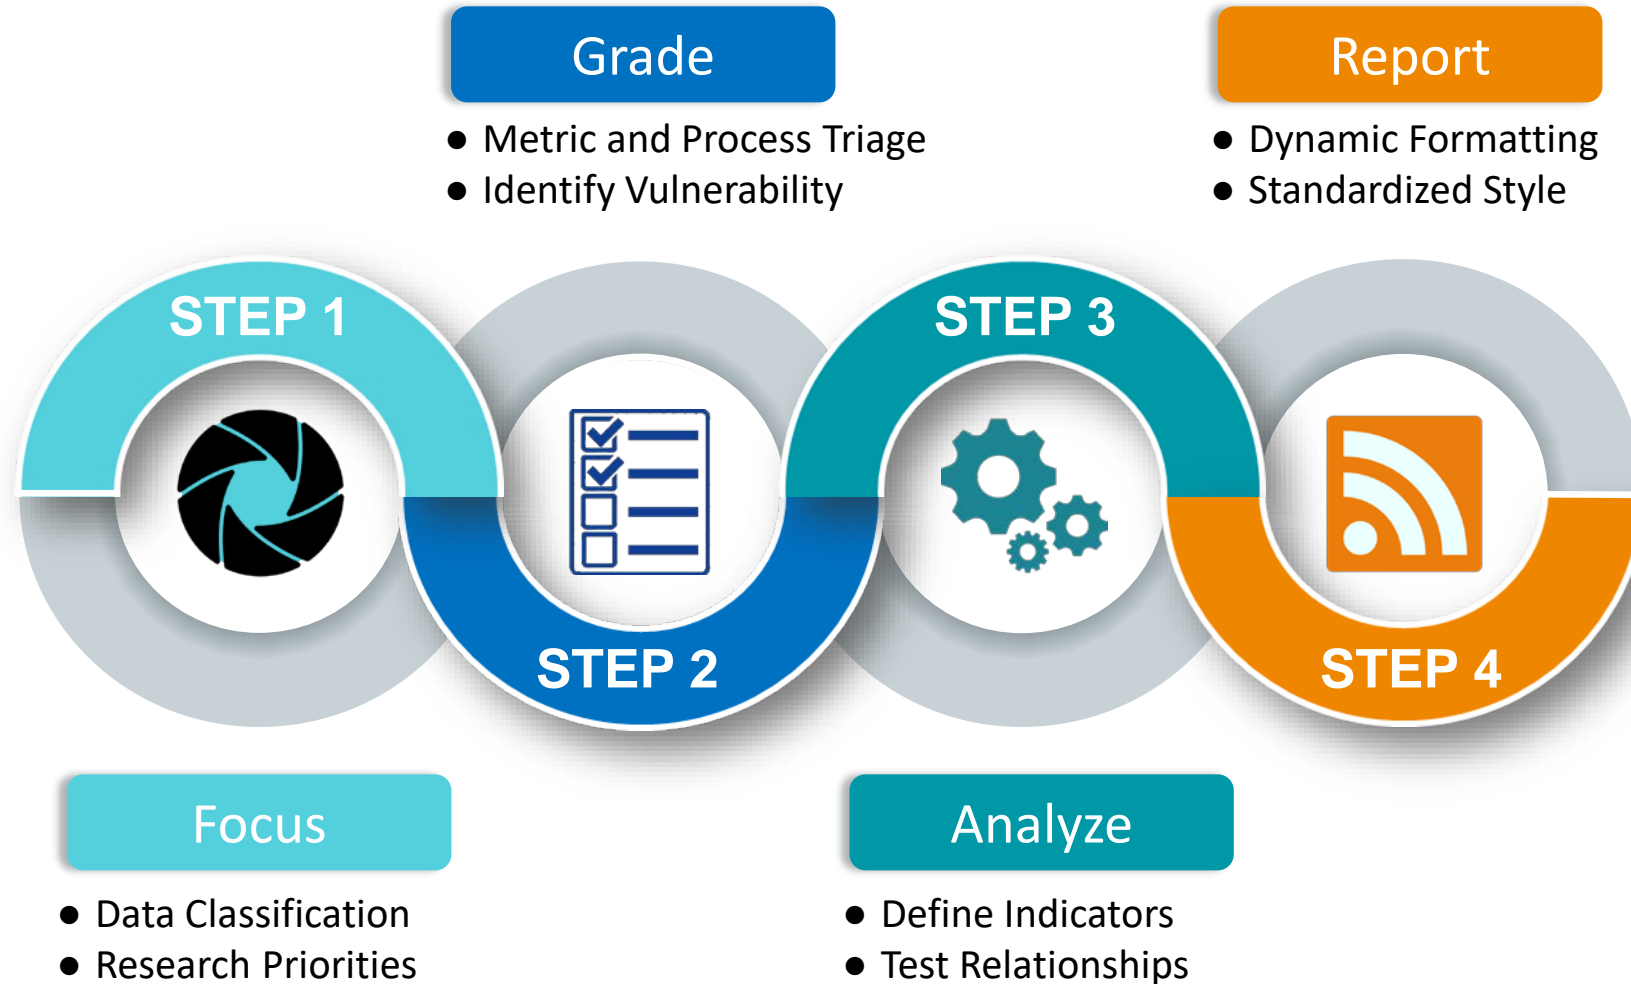 Grade
● Metric and Process Triage
● Identify Vulnerability
Report
● Dynamic Formatting
● Standardized Style
STEP 1
STEP 2
STEP 3
STEP 4
Focus
● Data Classification
● Research Priorities
Analyze
● Define Indicators
● Test Relationships